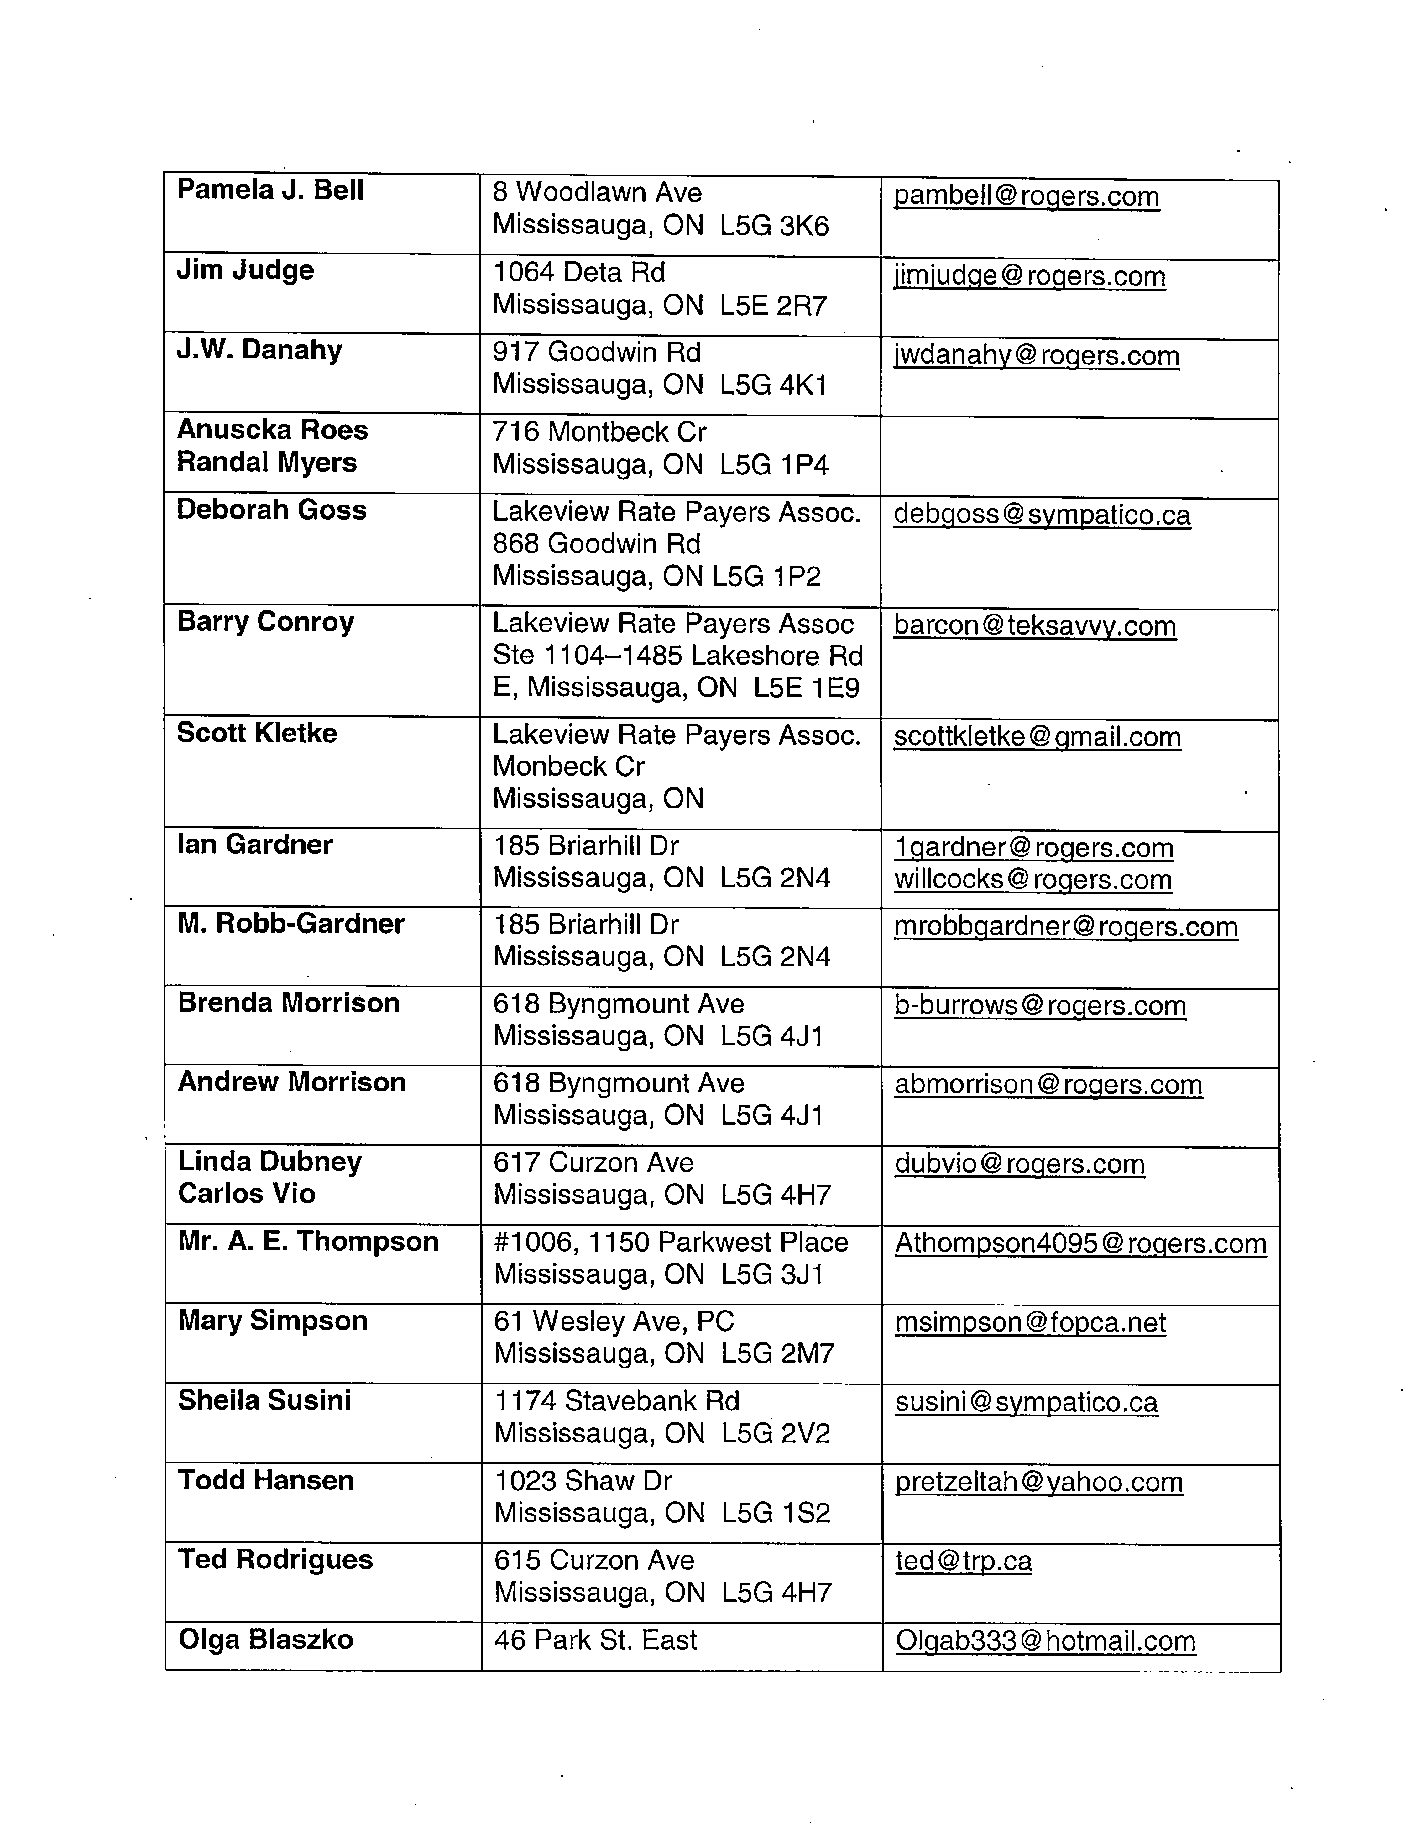 Pamela J. Bell 8 Woodlawn Ave pambell@rogers.com
Mississauga, ON L5G 3K6
Jim Judge 1064 Deta Rd jimjudge@rogers.com
Mississauga, ON L5E 2R7
J.W. Danahy 917 Goodwin Rd jwdanahy@rogers.com
Mississauga, ON L5G 4K1
Anuscka Roes 716 Montbeck Cr
Randal Myers Mississauga, ON L5G 1P4
Deborah Goss Lakeview Rate Payers Assoc. debgoss@sympatico.ca
868 Goodwin Rd
Mississauga, ON L5G 1P2
Barry Conroy Lakeview Rate Payers Assoc barcon@teksavvy.com
Ste 1104–1485 Lakeshore Rd
E, Mississauga, ON L5E 1E9
Scott Kletke Lakeview Rate Payers Assoc. scottkletke@gmail.com
Monbeck Cr
Mississauga, ON
Ian Gardner 185 Briarhill Dr 1gardner@rogers.com
Mississauga, ON L5G 2N4 willcocks@rogers.com
M. Robb-Gardner 185 Briarhill Dr mrobbgardner@rogers.com
Mississauga, ON L5G 2N4
Brenda Morrison 618 Byngmount Ave b-burrows@rogers.com
Mississauga, ON L5G 4J1
Andrew Morrison 618 Byngmount Ave abmorrison@rogers.com
Mississauga, ON L5G 4J1
Linda Dubney 617 Curzon Ave dubvio@rogers.com
Carlos Vio Mississauga, ON L5G 4H7
Mr. A. E. Thompson #1006, 1150 Parkwest Place Athompson4095@rogers.com
Mississauga, ON L5G 3J1
Mary Simpson 61 Wesley Ave, PC msimpson@fopca.net
Mississauga, ON L5G 2M7
Sheila Susini 1174 Stavebank Rd susini@sympatico.ca
Mississauga, ON L5G 2V2
Todd Hansen 1023 Shaw Dr pretzeltah@yahoo.com
Mississauga, ON L5G 1S2
Ted Rodrigues 615 Curzon Ave ted@trp.ca
Mississauga, ON L5G 4H7
Olga Blaszko 46 Park St. East Olgab333@hotmail.com